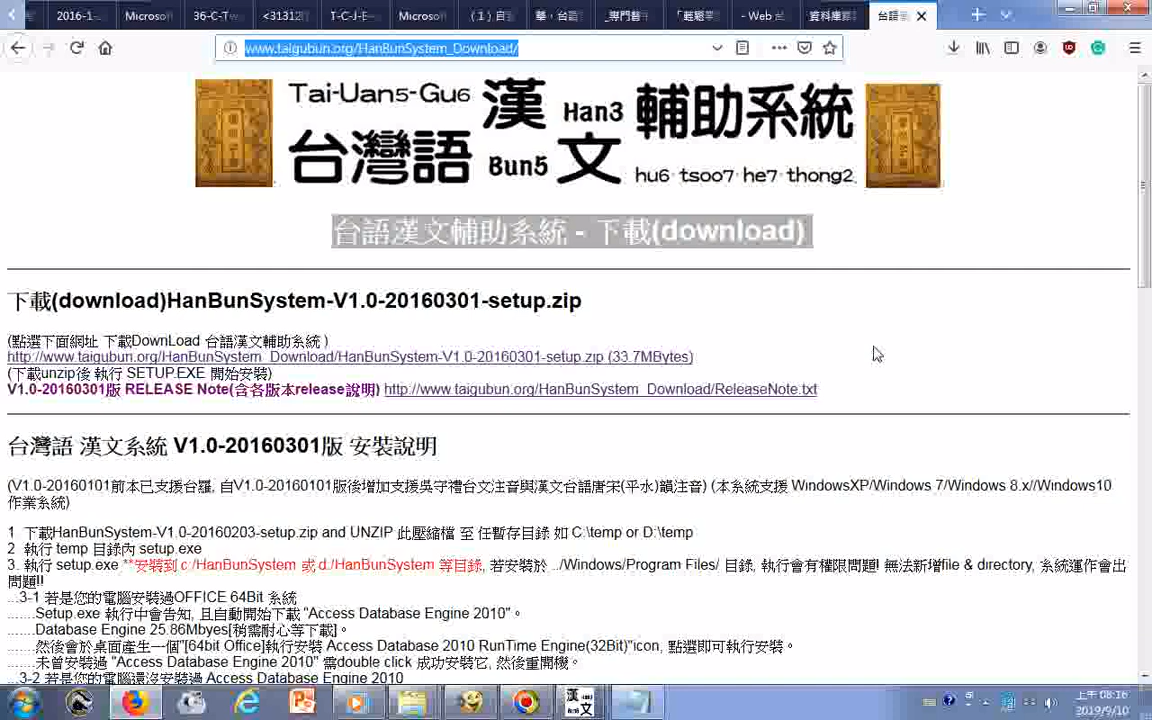 2016-1
Microso
36-C-Tw
<31312
T-C-J-E-
Microso
- Web
www.taigubun.org/HanBunSystem_Download/
Tai-Uan5-Gu6 漢 Han3 輔助系統
台灣語 Bun5 文 hu6 tsoo7 he7 thong2
台語漢文輔助系統 - 下載(download)
下載(download)HanBunSystem-V1.0-20160301-setup.zip
(點選下面網址 下載DownLoad 台語漢文輔助系統 )
http://www.taigubun.org/HanBunSystem_Download/HanBunSystem-V1.0-20160301-setup.zip (33.7MBytes)
(下載unzip後 執行 SETUP.EXE 開始安裝)
V1.0-20160301版 RELEASE Note(含各版本release說明) http://www.taigubun.org/HanBunSystem_Download/ReleaseNote.txt
台灣語 漢文系統 V1.0-20160301版 安裝說明
(V1.0-20160101前本已支援台羅, 自V1.0-20160101版後增加支援吳守禮台文注音與漢文台語唐宋(平水)韻注音) (本系統支援 WindowsXP/Windows 7/Windows 8.x//Windows10
作業系統)
1 下載HanBunSystem-V1.0-20160203-setup.zip and UNZIP 此壓縮檔 至 任暫存目錄 如 C:\temp or D:\temp
2 執行 temp 目錄內 setup.exe
3. 執行 setup.exe **安裝到 c:/HanBunSystem 或 d:/HanBunSystem 等目錄, 若安裝於 ../Windows/Program Files/ 目錄, 執行會有權限問題! 無法新增file & directory, 系統運作會出
問題!!
...3-1 若是您的電腦安裝過OFFICE 64Bit 系統
.......Setup.exe 執行中會告知, 且自動開始下載 "Access Database Engine 2010"。
.......Database Engine 25.86Mbyes[稍需耐心等下載]。
.......然後會於桌面產生一個"[64bit Office]執行安裝 Access Database 2010 RunTime Engine(32Bit)"icon, 點選即可執行安裝。
.......未曾安裝過 "Access Database Engine 2010" 需double click 成功安裝它, 然後重開機。
...3-2 若是您的電腦還沒安裝過 Access Database Engine 2010
漢
文
上午 08:16
2019/9/10